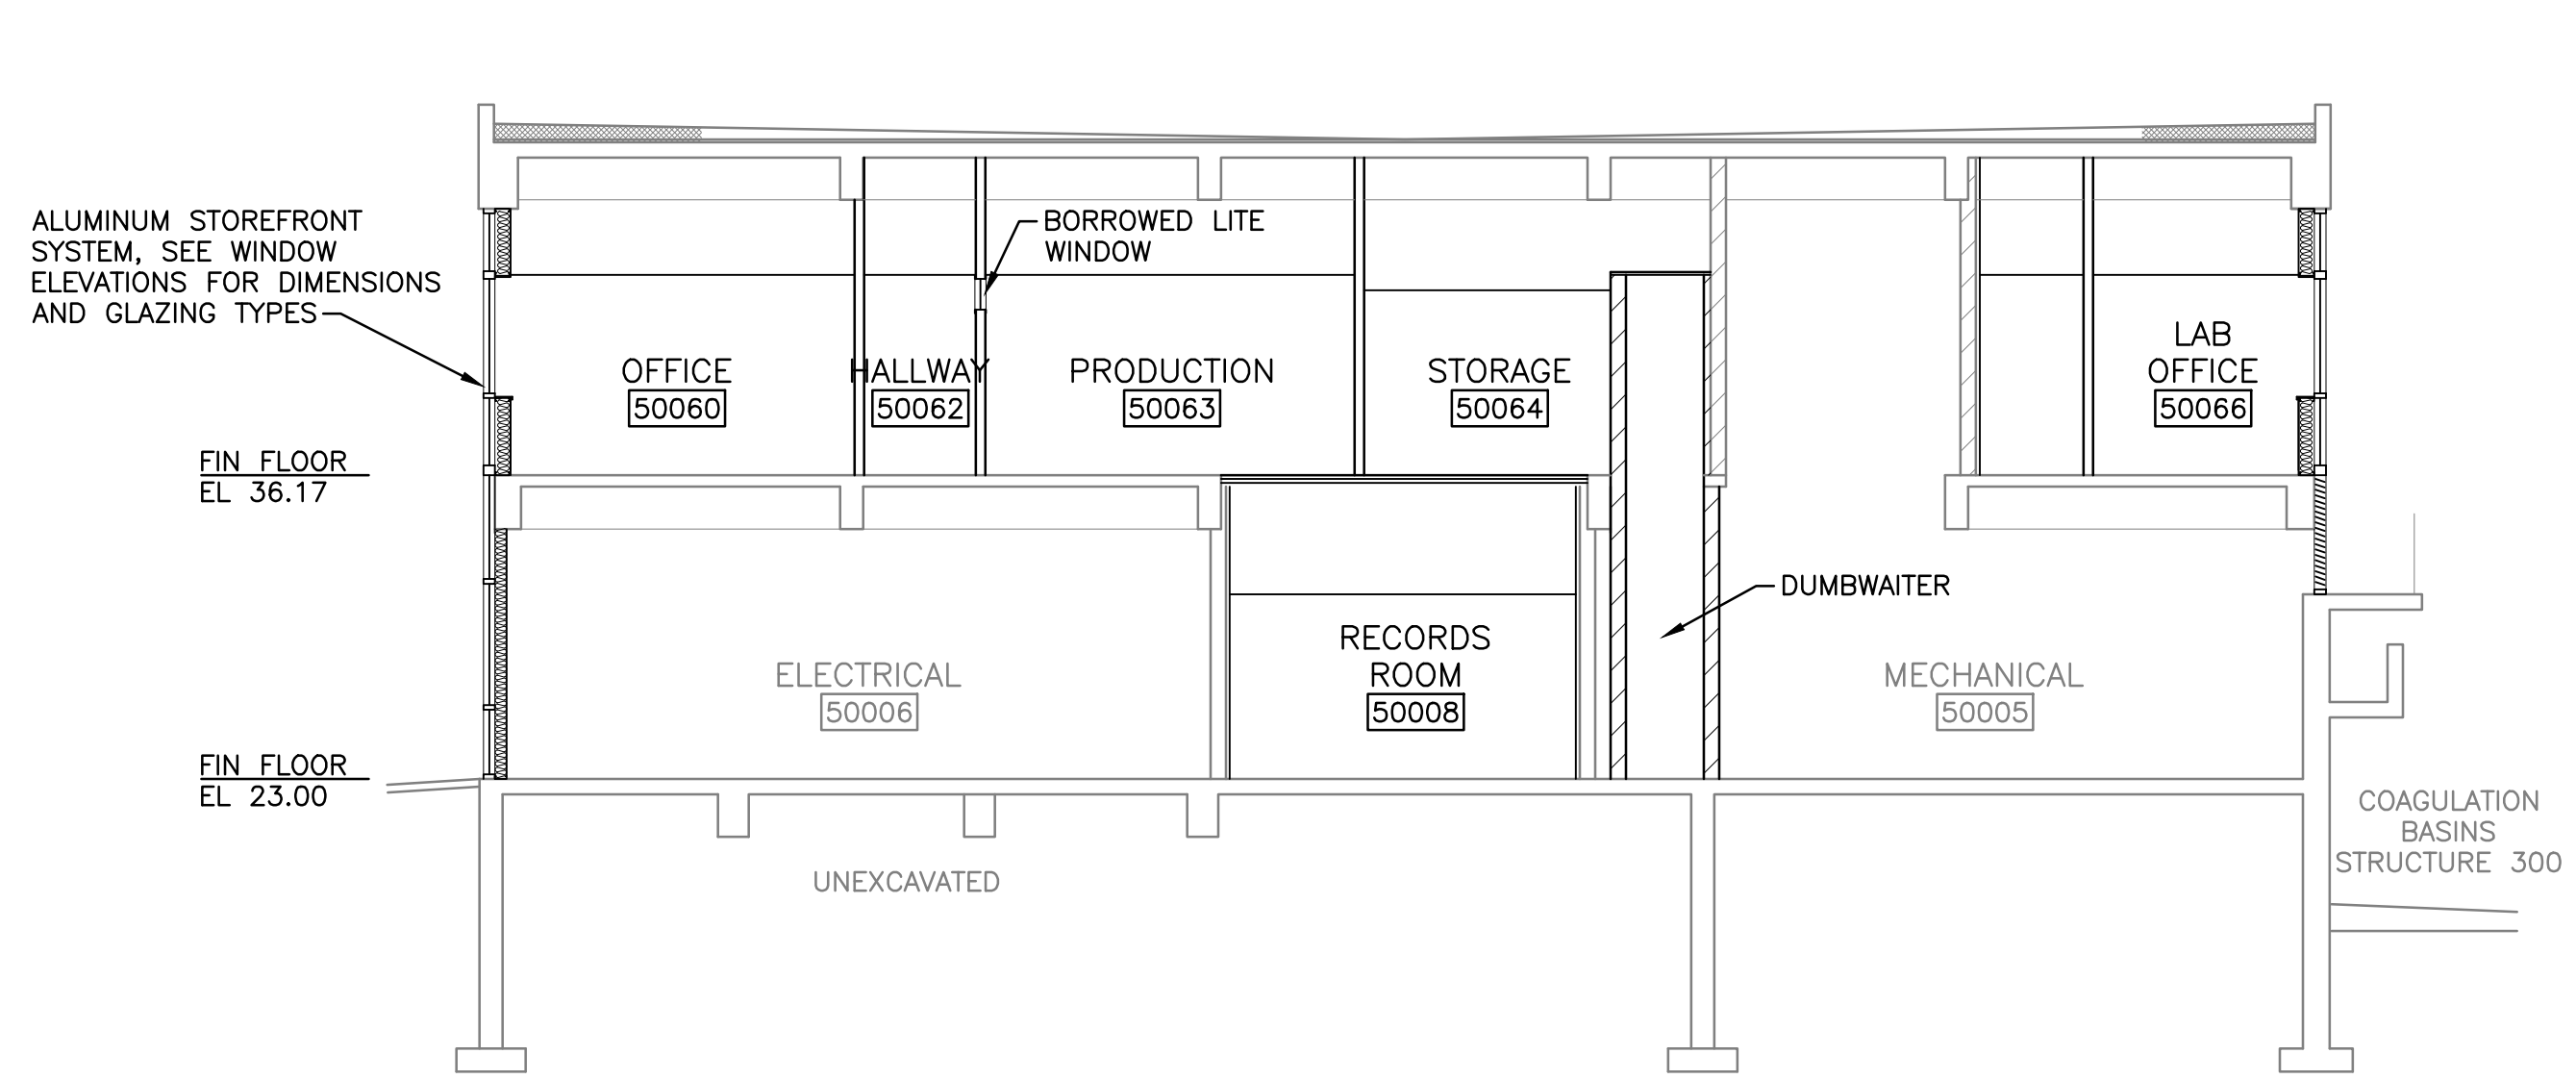 ALUMINUM STOREFRONT
SYSTEM, SEE WINDOW
ELEVATIONS FOR DIMENSIONS
AND GLAZING TYPES
BORROWED LITE
WINDOW
OFFICE
50060
HALLWAY
50062
PRODUCTION
50063
STORAGE
50064
LAB
OFFICE
50066
FIN FLOOR
EL 36.17
DUMBWAITER
ELECTRICAL
50006
RECORDS
ROOM
50008
MECHANICAL
50005
FIN FLOOR
EL 23.00
COAGULATION
BASINS
STRUCTURE 300
UNEXCAVATED